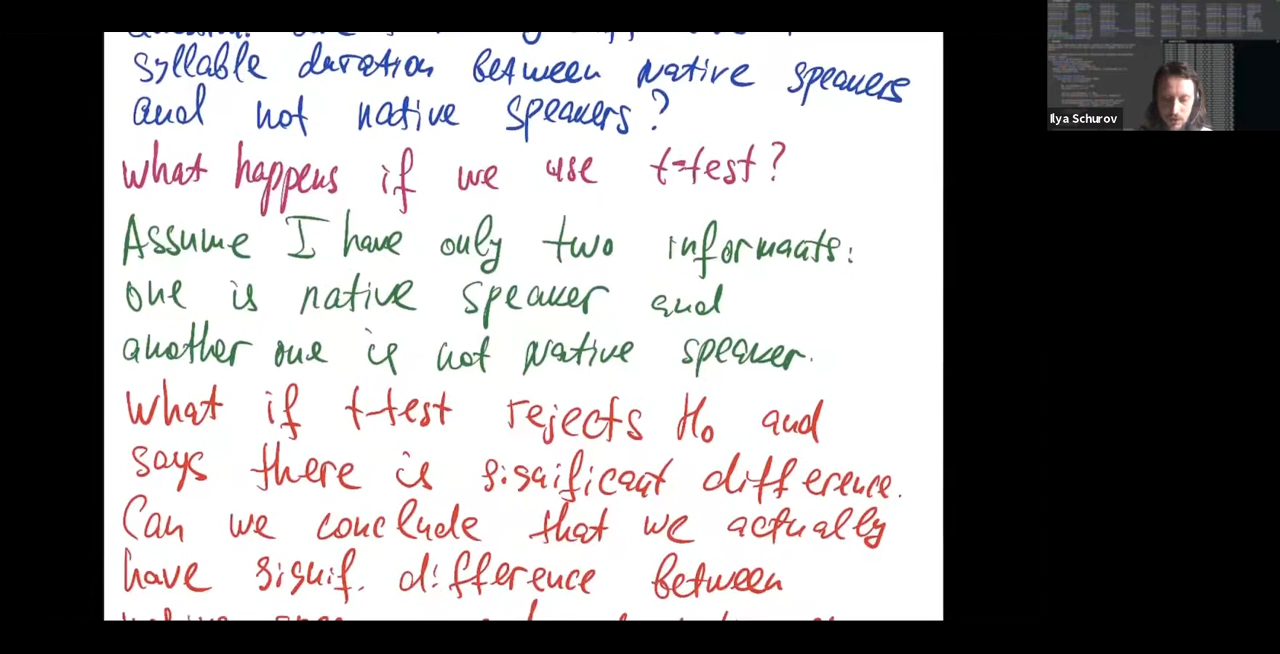 syllable duration between native speakers
and not native speakers?
What happens if we use t-test?
Assume I have only two informants:
one is native speaker and
another one is not native speaker.
What if t-test rejects H₀ and
says there is significant difference.
Can we conclude that we actually
have signif. difference between
Ilya Schurov